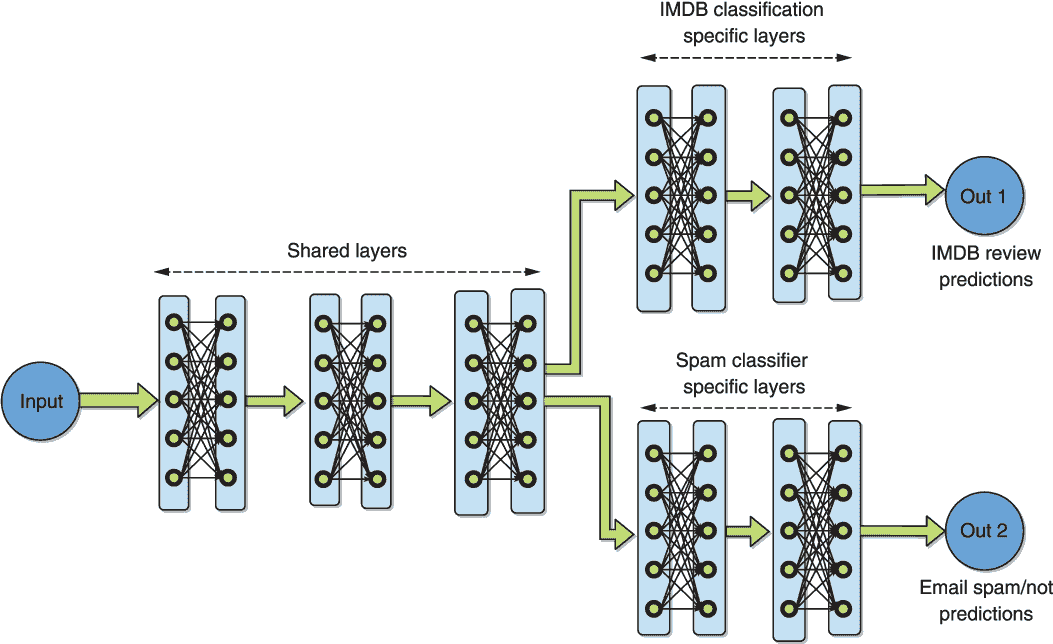 IMDB classification
specific layers
Shared layers
Input
Out 1
IMDB review
predictions
Spam classifier
specific layers
Out 2
Email spam/not
predictions